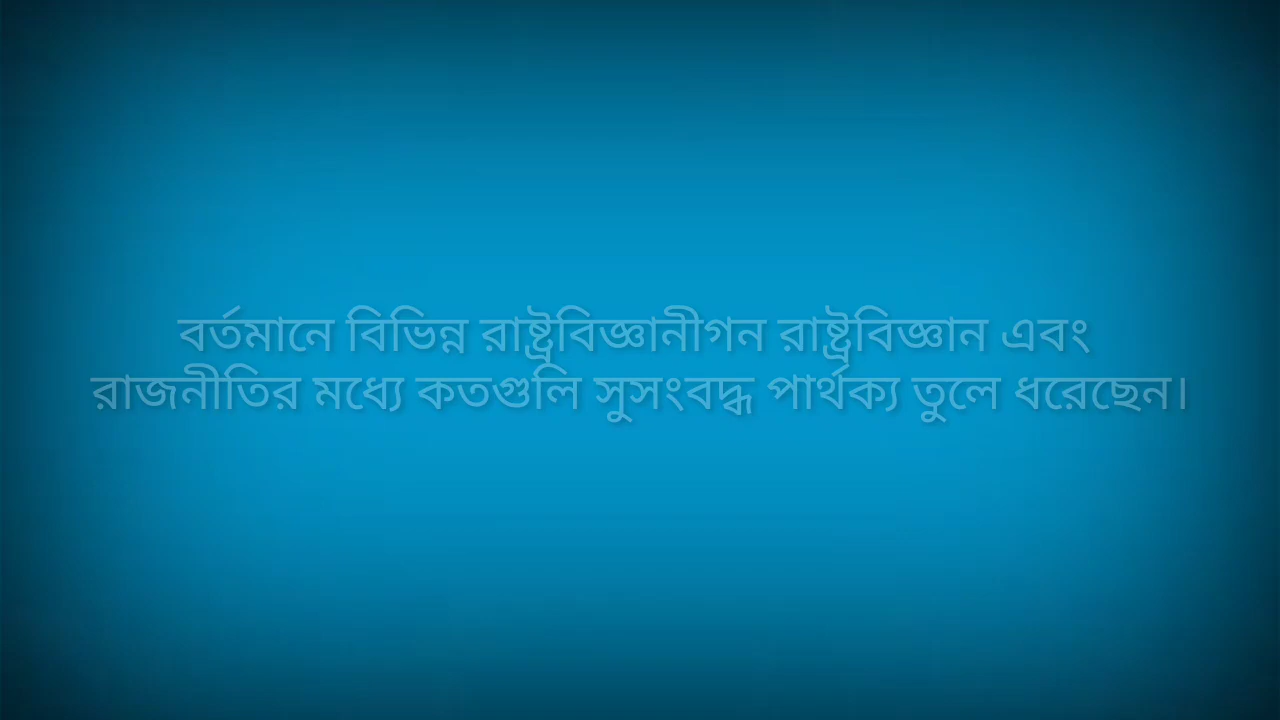 বর্তমানে বিভিন্ন রাষ্ট্রবিজ্ঞানীগন রাষ্ট্রবিজ্ঞান এবং
রাজনীতির মধ্যে কতগুলি সুসংবদ্ধ পার্থক্য তুলে ধরেছেন।